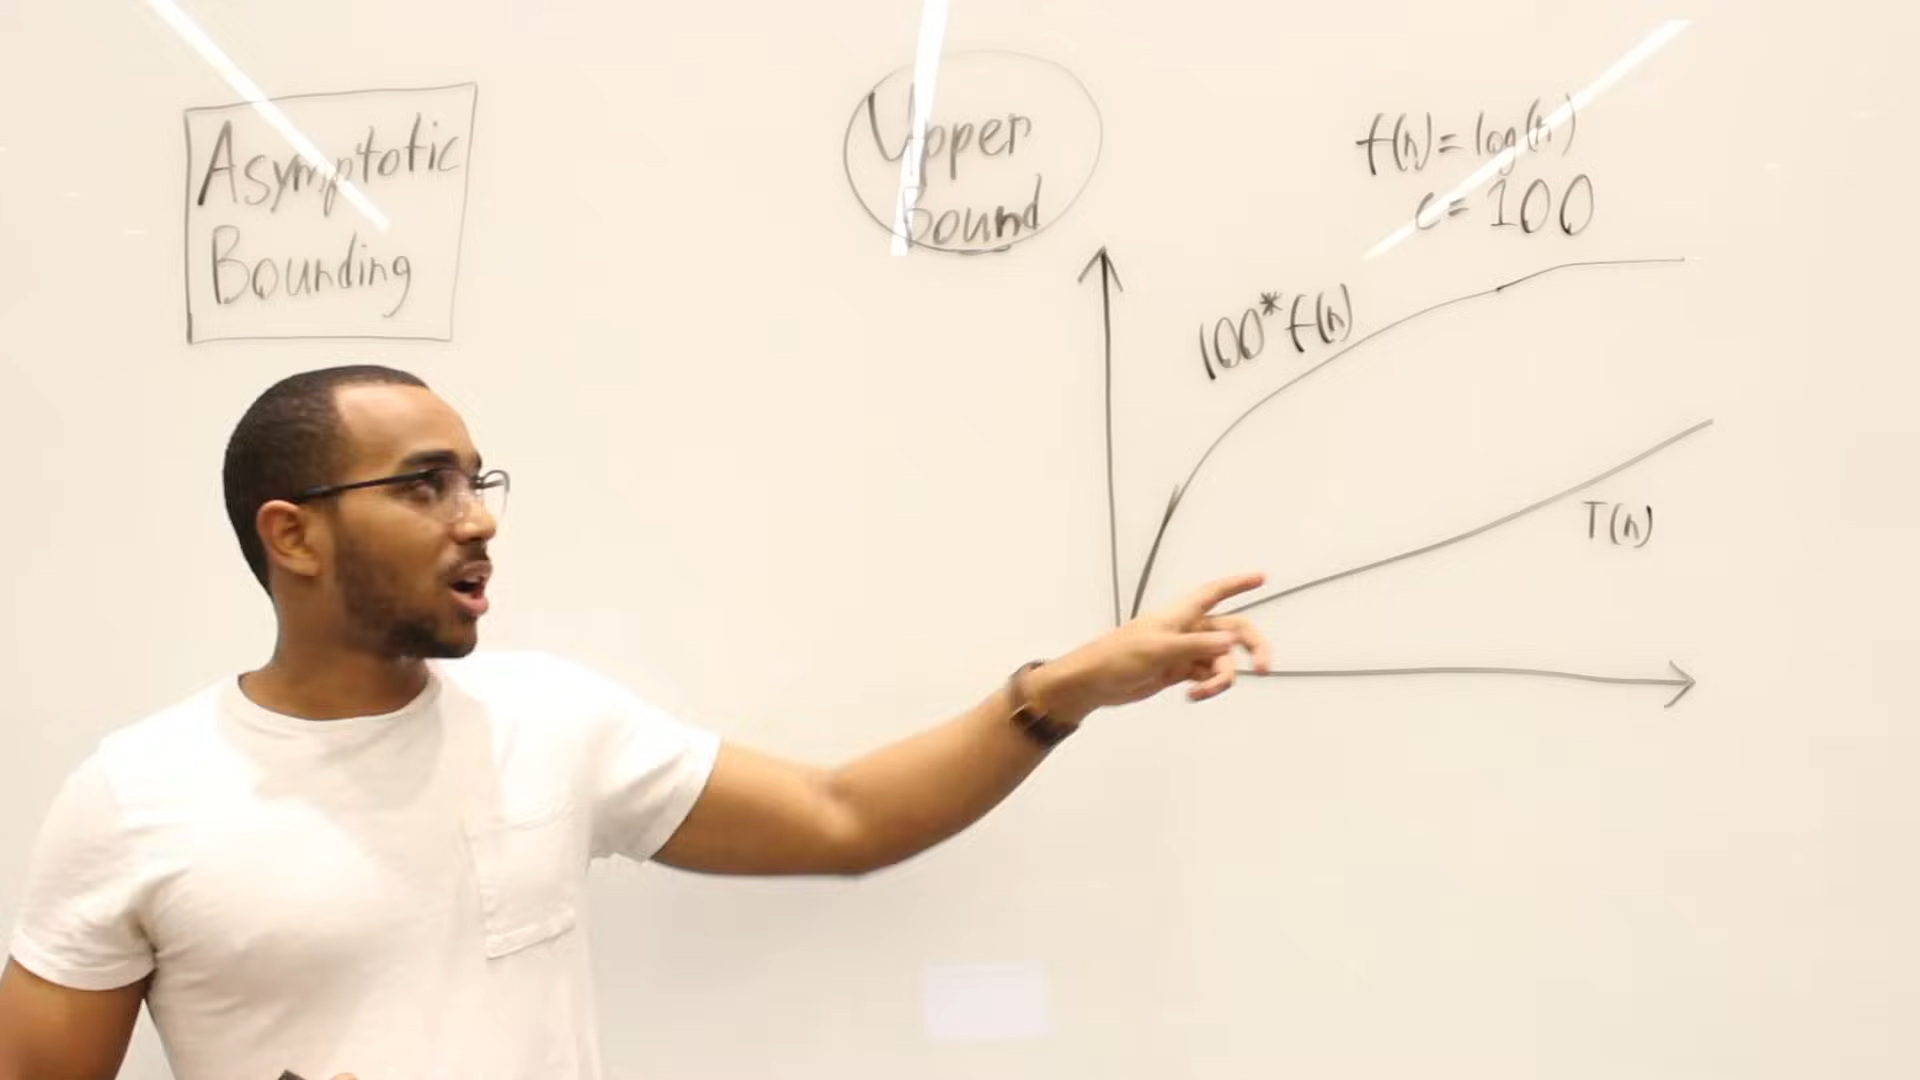 Asymptotic
Bounding
Upper
Bound
f(n) = log(n)
c = 100
100*f(n)
T(n)